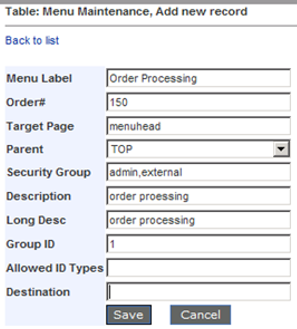 Table: Menu Maintenance, Add new record
Back to list
Menu Label Order Processing
Order# 150
Target Page menuhead
Parent TOP
Security Group admin,external
Description order proessing
Long Desc order processing
Group ID 1
Allowed ID Types
Destination
Save Cancel